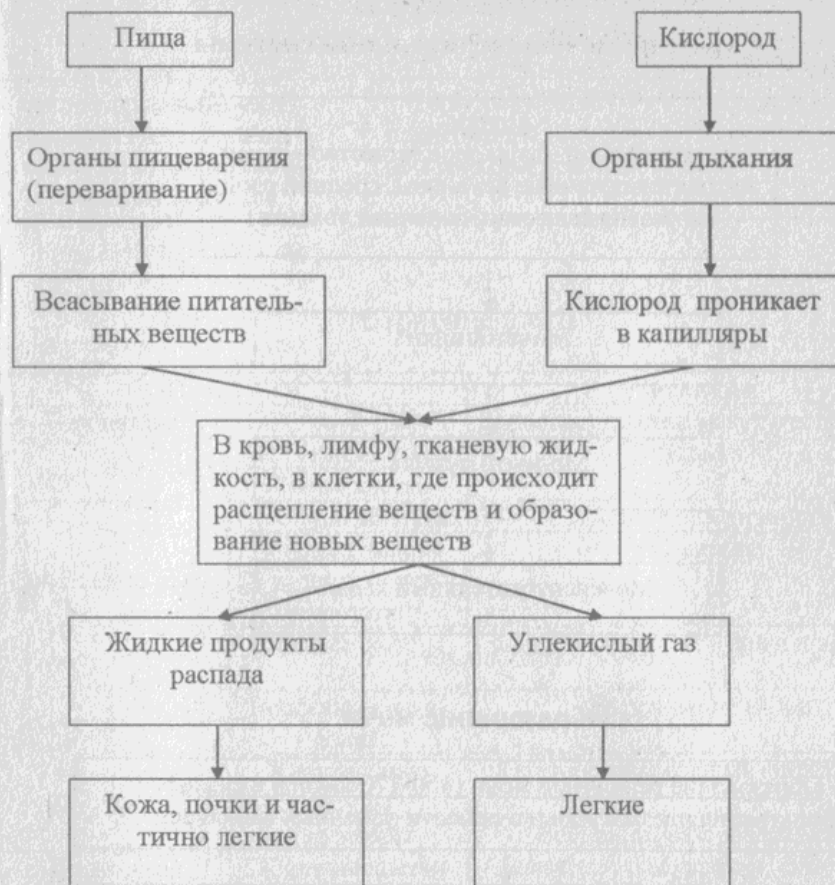 Пища
Кислород
Органы пищеварения
(переваривание)
Органы дыхания
Всасывание питатель-
ных веществ
Кислород проникает
в капилляры
В кровь, лимфу, тканевую жид-
кость, в клетки, где происходит
расщепление веществ и образо-
вание новых веществ
Жидкие продукты
распада
Углекислый газ
Кожа, почки и час-
тично легкие
Легкие